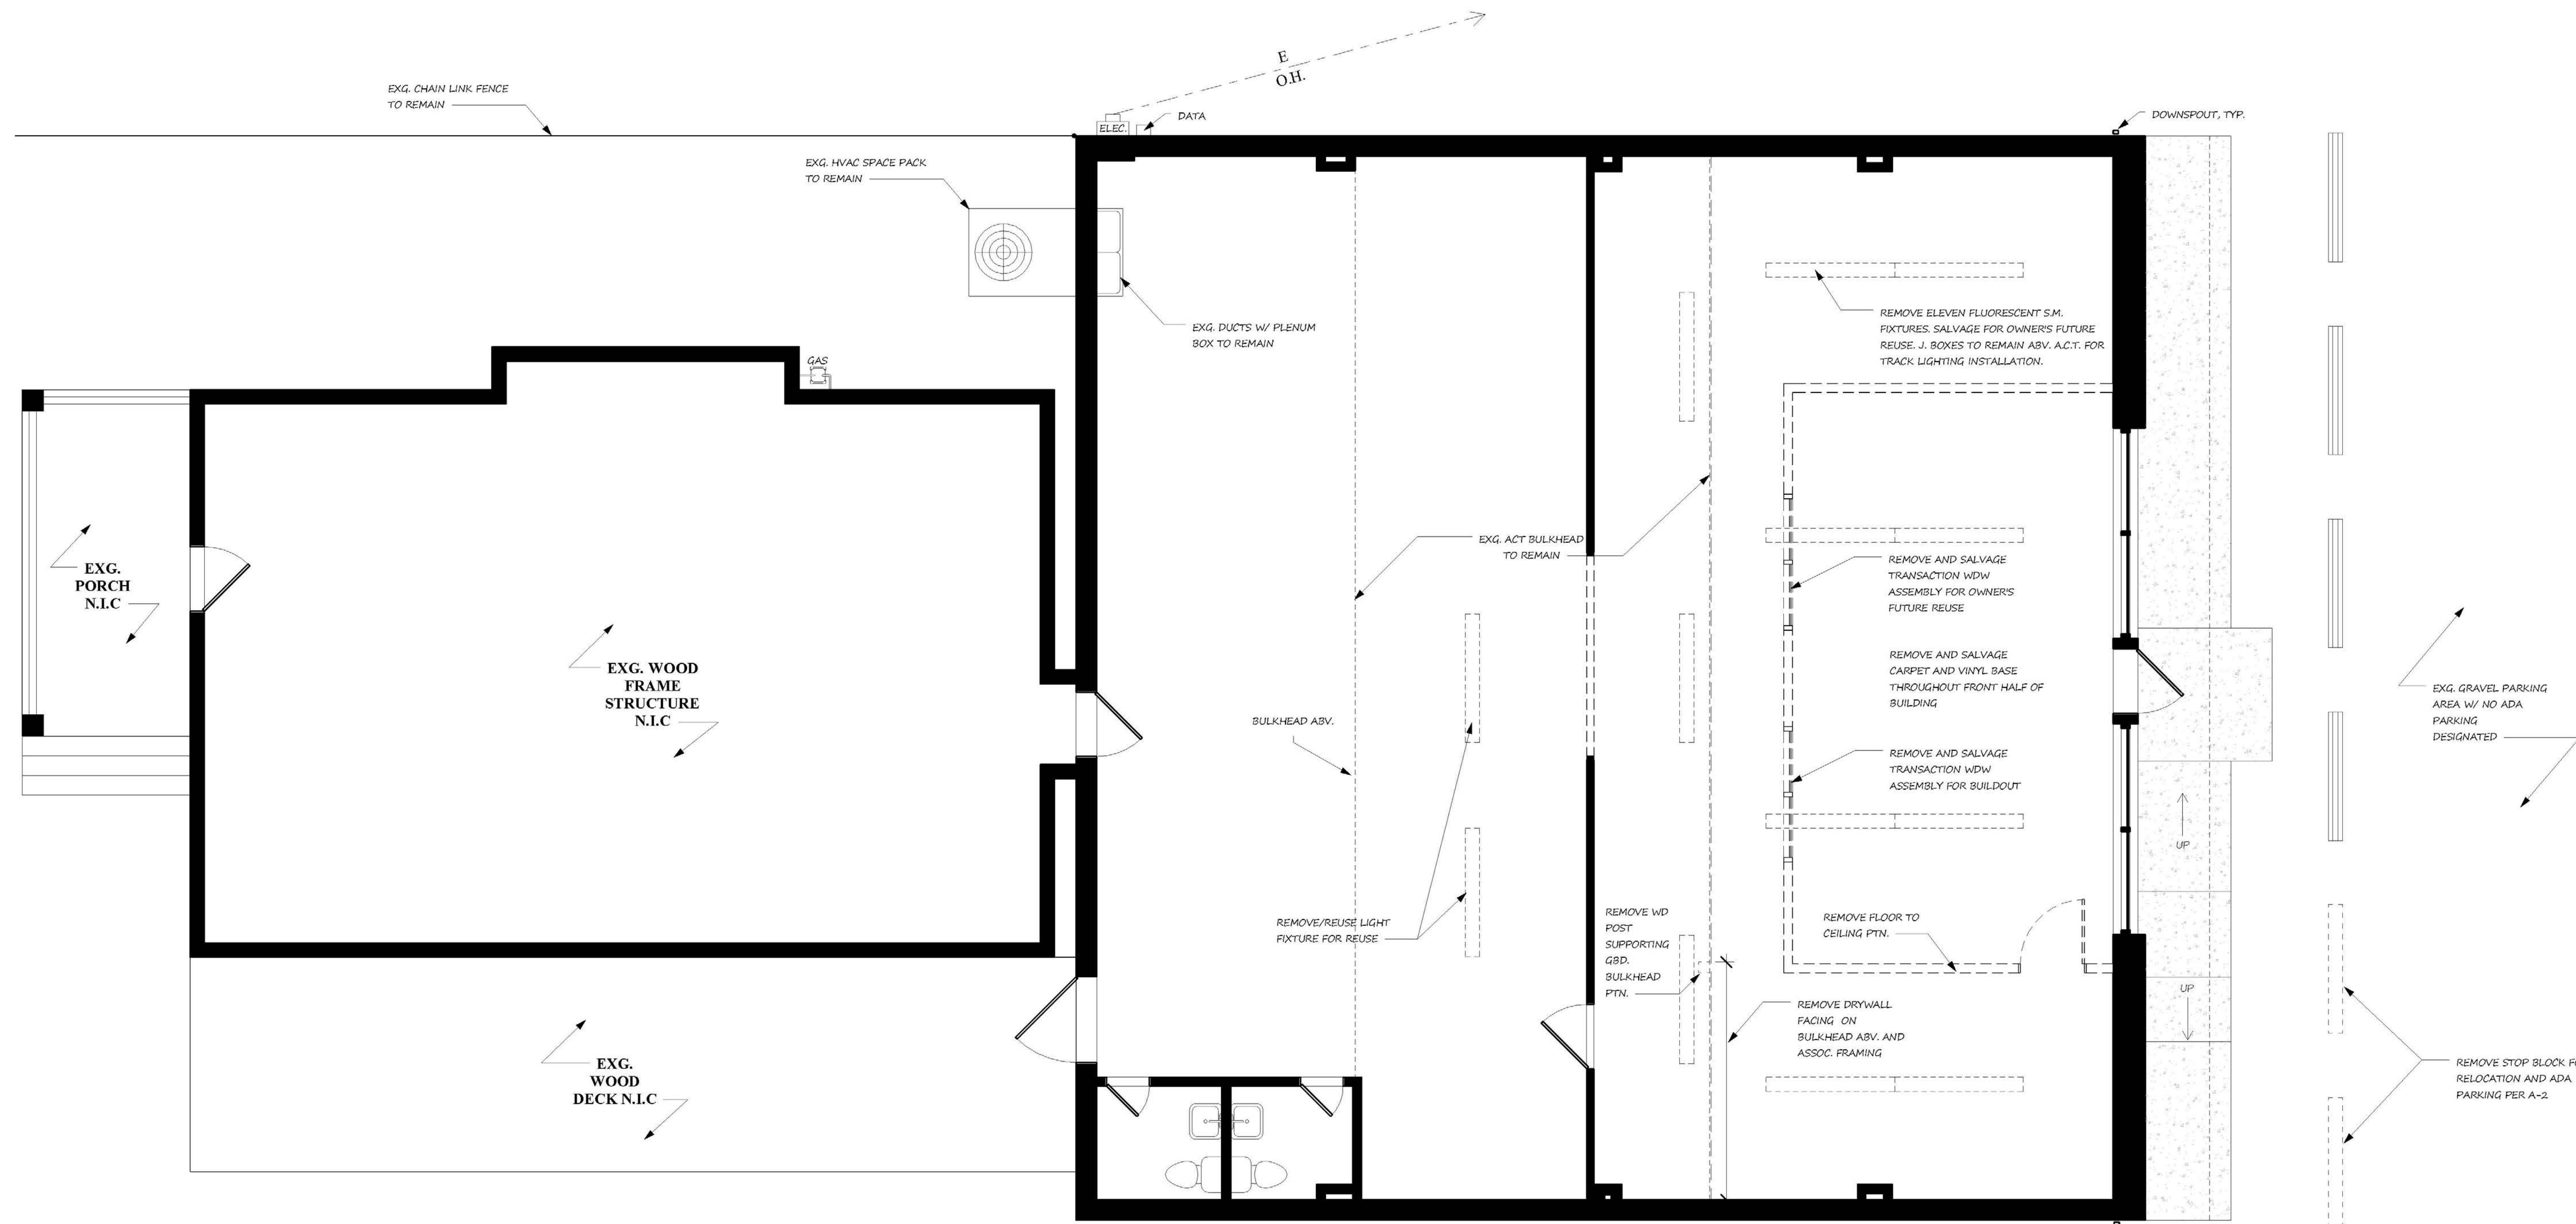 E
O.H.
EXG. CHAIN LINK FENCE
TO REMAIN
ELEC.
DATA
DOWNSPOUT, TYP.
EXG. HVAC SPACE PACK
TO REMAIN
EXG. DUCTS W/ PLENUM
BOX TO REMAIN
REMOVE ELEVEN FLUORESCENT S.M.
FIXTURES. SALVAGE FOR OWNER'S FUTURE
REUSE. J. BOXES TO REMAIN ABV. A.C.T. FOR
TRACK LIGHTING INSTALLATION.
GAS
EXG.
PORCH
N.I.C
EXG. WOOD
FRAME
STRUCTURE
N.I.C
EXG. ACT BULKHEAD
TO REMAIN
REMOVE AND SALVAGE
TRANSACTION WDW
ASSEMBLY FOR OWNER'S
FUTURE REUSE
REMOVE AND SALVAGE
CARPET AND VINYL BASE
THROUGHOUT FRONT HALF OF
BUILDING
EXG. GRAVEL PARKING
AREA W/ NO ADA
PARKING
DESIGNATED
BULKHEAD ABV.
REMOVE AND SALVAGE
TRANSACTION WDW
ASSEMBLY FOR BUILDOUT
UP
REMOVE/REUSE LIGHT
FIXTURE FOR REUSE
REMOVE WD
POST
SUPPORTING
GBD.
BULKHEAD
PTN.
REMOVE FLOOR TO
CEILING PTN.
UP
REMOVE DRYWALL
FACING ON
BULKHEAD ABV. AND
ASSOC. FRAMING
EXG.
WOOD
DECK N.I.C
REMOVE STOP BLOCK
RELOCATION AND ADA
PARKING PER A-2